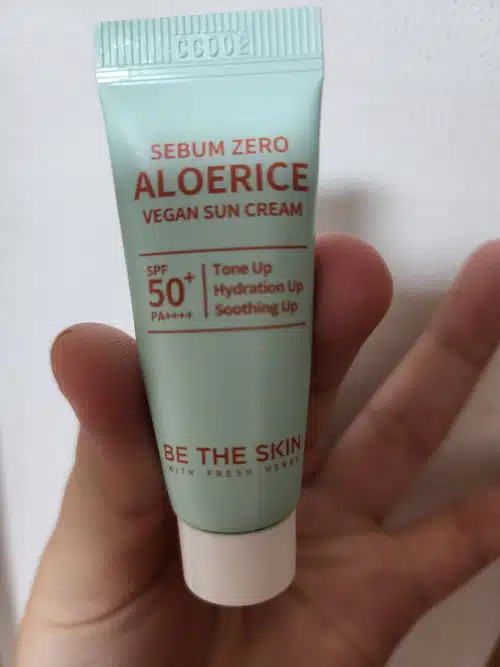 CC002
SEBUM ZERO
ALOERICE
VEGAN SUN CREAM
SPF
50+
PA++++
Tone Up
Hydration Up
Soothing Up
BE THE SKIN
WITH FRESH HERBS